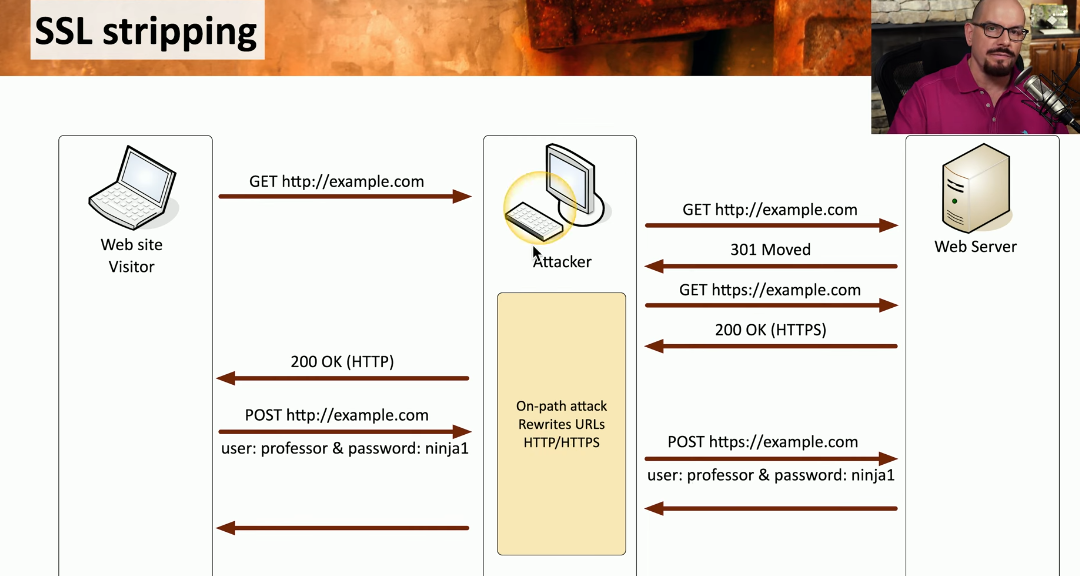 SSL stripping
GET http://example.com
GET http://example.com
Web site
Visitor
Attacker
Web Server
301 Moved
GET https://example.com
200 OK (HTTPS)
200 OK (HTTP)
On-path attack
Rewrites URLs
HTTP/HTTPS
POST http://example.com
user: professor & password: ninja1
POST https://example.com
user: professor & password: ninja1